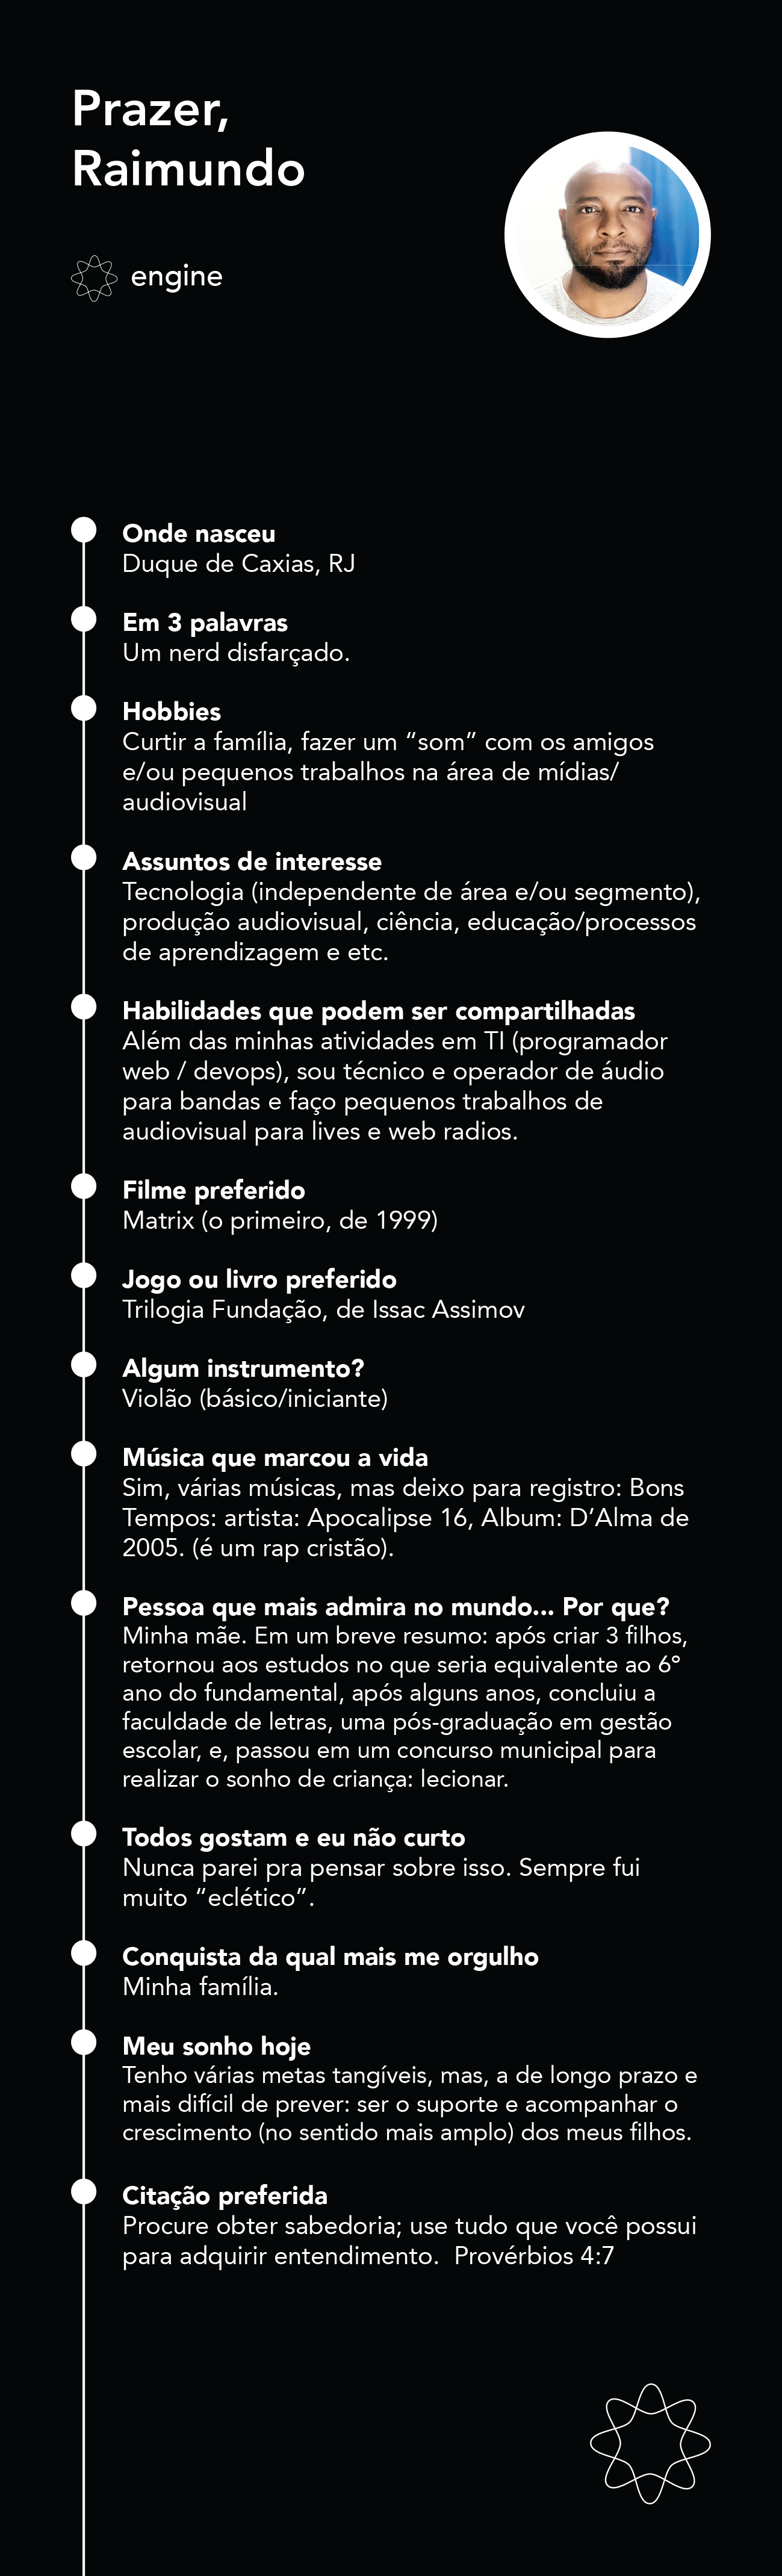 Prazer,
Raimundo
engine
Onde nasceu
Duque de Caxias, RJ
Em 3 palavras
Um nerd disfarçado.
Hobbies
Curtir a família, fazer um “som” com os amigos
e/ou pequenos trabalhos na área de mídias/
audiovisual
Assuntos de interesse
Tecnologia (independente de área e/ou segmento),
produção audiovisual, ciência, educação/processos
de aprendizagem e etc.
Habilidades que podem ser compartilhadas
Além das minhas atividades em TI (programador
web / devops), sou técnico e operador de áudio
para bandas e faço pequenos trabalhos de
audiovisual para lives e web radios.
Filme preferido
Matrix (o primeiro, de 1999)
Jogo ou livro preferido
Trilogia Fundação, de Issac Assimov
Algum instrumento?
Violão (básico/iniciante)
Música que marcou a vida
Sim, várias músicas, mas deixo para registro: Bons
Tempos: artista: Apocalipse 16, Album: D’Alma de
2005. (é um rap cristão).
Pessoa que mais admira no mundo... Por que?
Minha mãe. Em um breve resumo: após criar 3 filhos,
retornou aos estudos no que seria equivalente ao 6º
ano do fundamental, após alguns anos, concluiu a
faculdade de letras, uma pós-graduação em gestão
escolar, e, passou em um concurso municipal para
realizar o sonho de criança: lecionar.
Todos gostam e eu não curto
Nunca parei pra pensar sobre isso. Sempre fui
muito “eclético”.
Conquista da qual mais me orgulho
Minha família.
Meu sonho hoje
Tenho várias metas tangíveis, mas, a de longo prazo e
mais difícil de prever: ser o suporte e acompanhar o
crescimento (no sentido mais amplo) dos meus filhos.
Citação preferida
Procure obter sabedoria; use tudo que você possui
para adquirir entendimento.  Provérbios 4:7